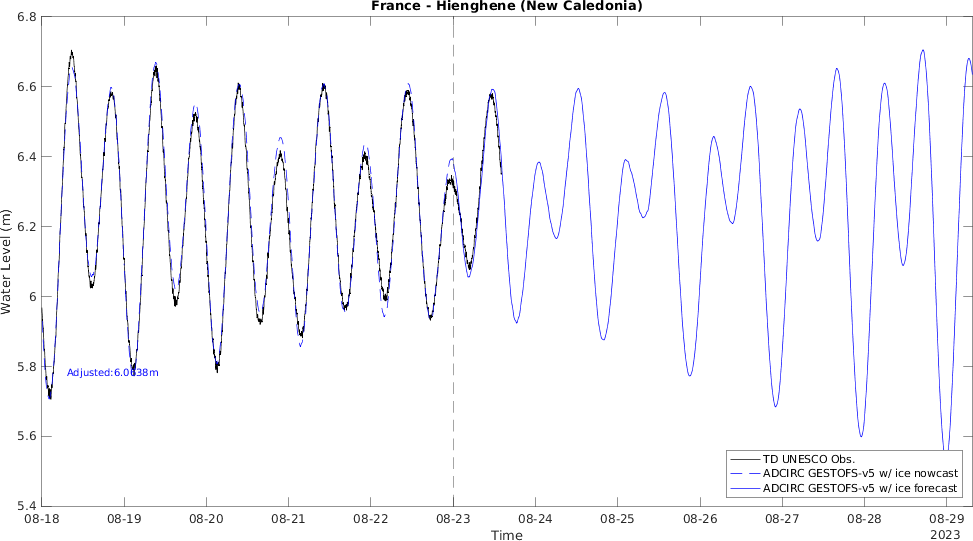 France - Hienghene (New Caledonia)
6.8
6.6
6.4
6.2
6
5.8
5.6
5.4
Water Level (m)
Adjusted:6.0638m
TD UNESCO Obs.
ADCIRC GESTOFS-v5 w/ ice nowcast
ADCIRC GESTOFS-v5 w/ ice forecast
08-18 08-19 08-20 08-21 08-22 08-23 08-24 08-25 08-26 08-27 08-28 08-29
2023
Time